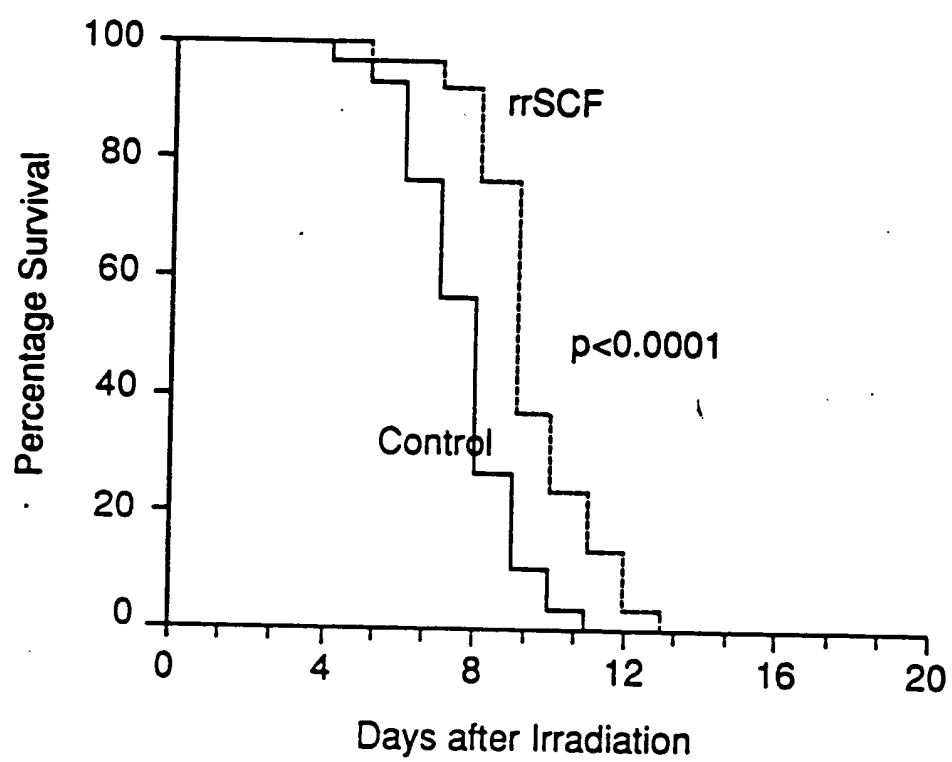 Percentage Survival
100
80
60
40
20
0
rrSCF
p<0.0001
Control
0 4 8 12 16 20
Days after Irradiation